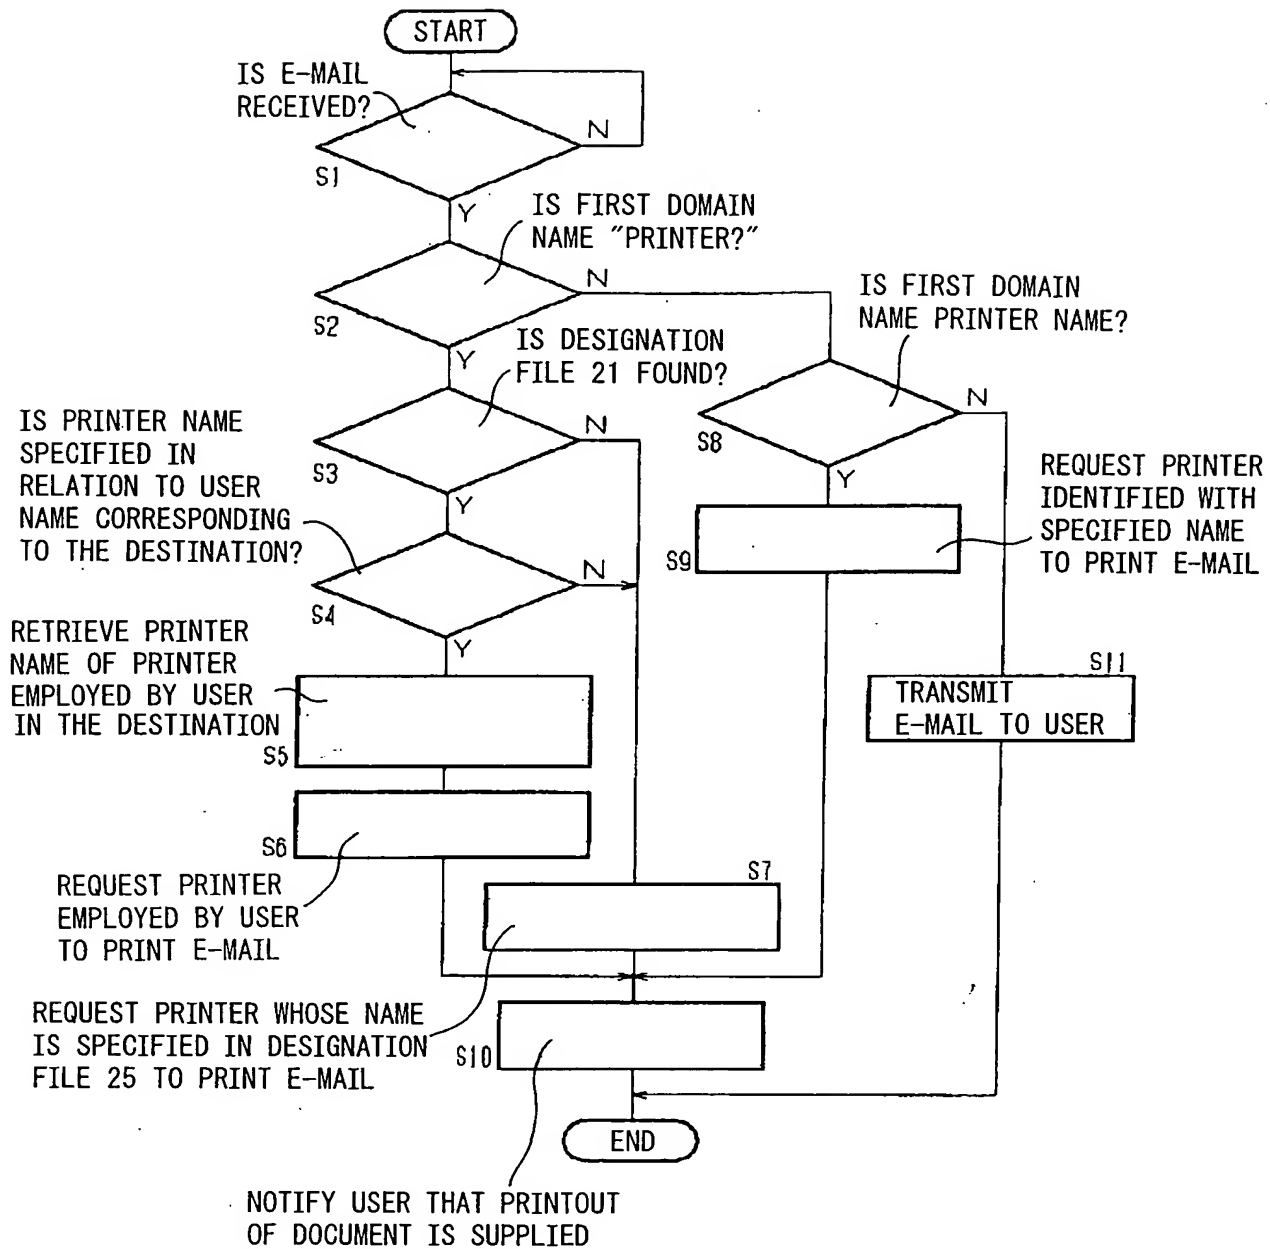 START
IS E-MAIL
RECEIVED?
N
S1
Y
IS FIRST DOMAIN
NAME "PRINTER?"
N
S2
Y
IS FIRST DOMAIN
NAME PRINTER NAME?
N
S8
Y
IS DESIGNATION
FILE 21 FOUND?
N
S3
Y
IS PRINTER NAME
SPECIFIED IN
RELATION TO USER
NAME CORRESPONDING
TO THE DESTINATION?
N
S4
Y
REQUEST PRINTER
IDENTIFIED WITH
SPECIFIED NAME
TO PRINT E-MAIL
S9
RETRIEVE PRINTER
NAME OF PRINTER
EMPLOYED BY USER
IN THE DESTINATION
S5
S11
TRANSMIT
E-MAIL TO USER
S6
REQUEST PRINTER
EMPLOYED BY USER
TO PRINT E-MAIL
S7
REQUEST PRINTER WHOSE NAME
IS SPECIFIED IN DESIGNATION
FILE 25 TO PRINT E-MAIL
S10
END
NOTIFY USER THAT PRINTOUT
OF DOCUMENT IS SUPPLIED